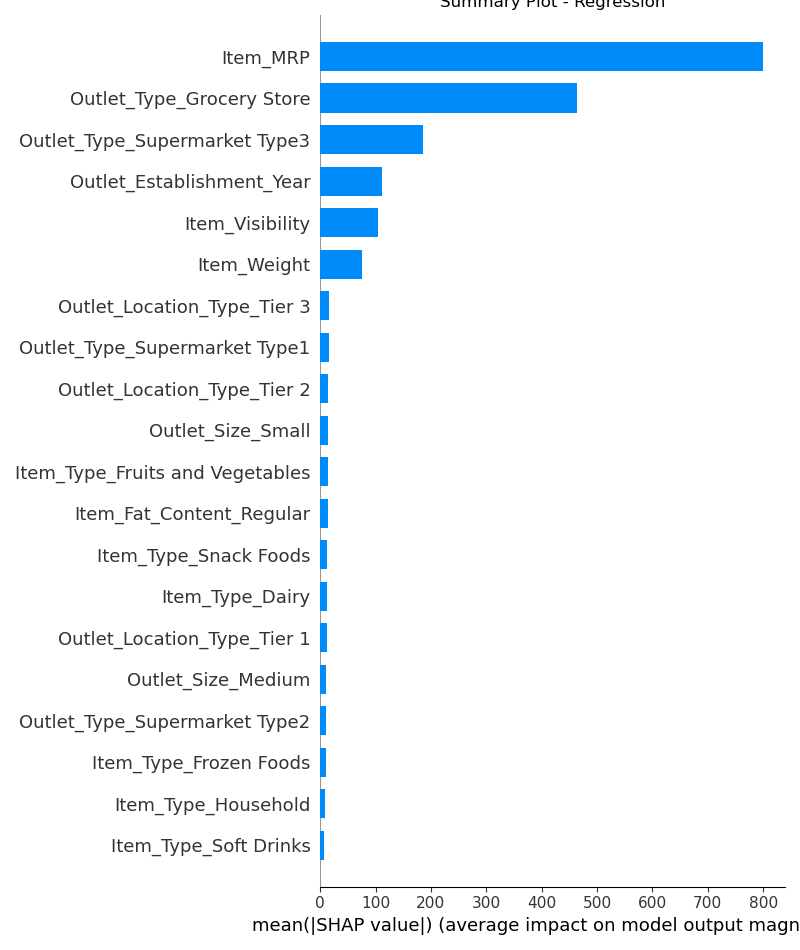 Summary Plot - Regression
Item_MRP
Outlet_Type_Grocery Store
Outlet_Type_Supermarket Type3
Outlet_Establishment_Year
Item_Visibility
Item_Weight
Outlet_Location_Type_Tier 3
Outlet_Type_Supermarket Type1
Outlet_Location_Type_Tier 2
Outlet_Size_Small
Item_Type_Fruits and Vegetables
Item_Fat_Content_Regular
Item_Type_Snack Foods
Item_Type_Dairy
Outlet_Location_Type_Tier 1
Outlet_Size_Medium
Outlet_Type_Supermarket Type2
Item_Type_Frozen Foods
Item_Type_Household
Item_Type_Soft Drinks
0 100 200 300 400 500 600 700 800
mean(|SHAP value|) (average impact on model output magn